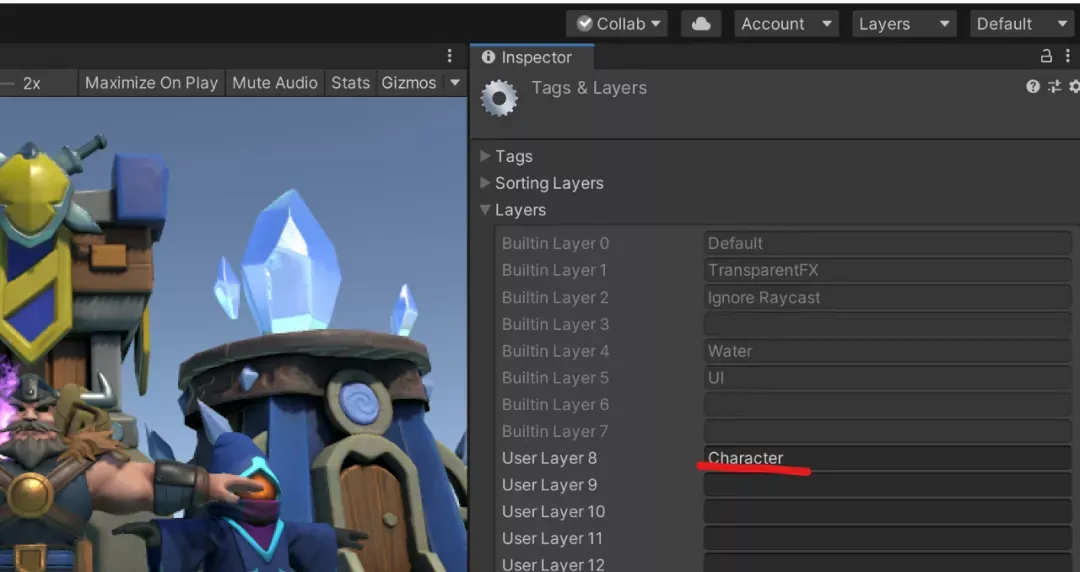 Collab Account Layers Default
Inspector
2x Maximize On Play Mute Audio Stats Gizmos
Tags & Layers
Tags
Sorting Layers
Layers
Builtin Layer 0 Default
Builtin Layer 1 TransparentFX
Builtin Layer 2 Ignore Raycast
Builtin Layer 3
Builtin Layer 4 Water
Builtin Layer 5 UI
Builtin Layer 6
Builtin Layer 7
User Layer 8 Character
User Layer 9
User Layer 10
User Layer 11
User Layer 12